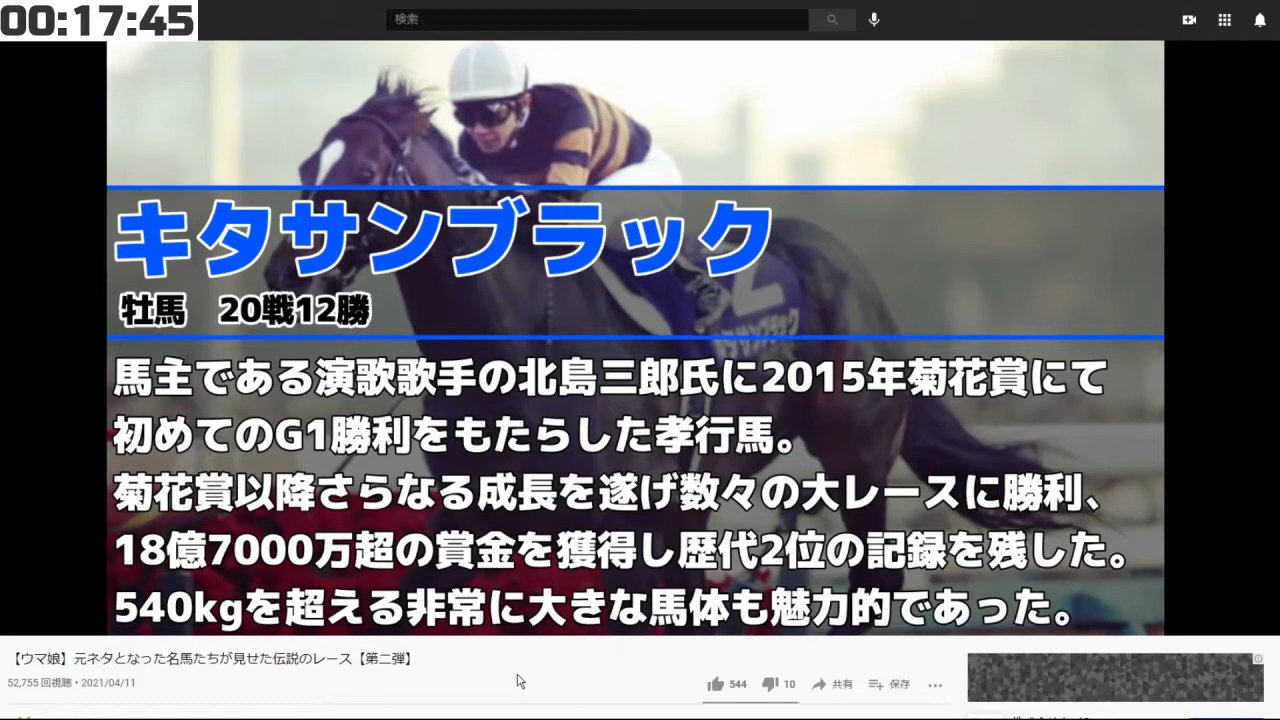 00:17:45
検索
キタサンブラック
牡馬 20戦12勝
馬主である演歌歌手の北島三郎氏に2015年菊花賞にて
初めてのG1勝利をもたらした孝行馬。
菊花賞以降さらなる成長を遂げ数々の大レースに勝利、
18億7000万超の賞金を獲得し歴代2位の記録を残した。
540kgを超える非常に大きな馬体も魅力的であった。
【ウマ娘】元ネタとなった名馬たちが見せた伝説のレース【第二弾】
52,755 回視聴・2021/04/11
544 10 共有 保存